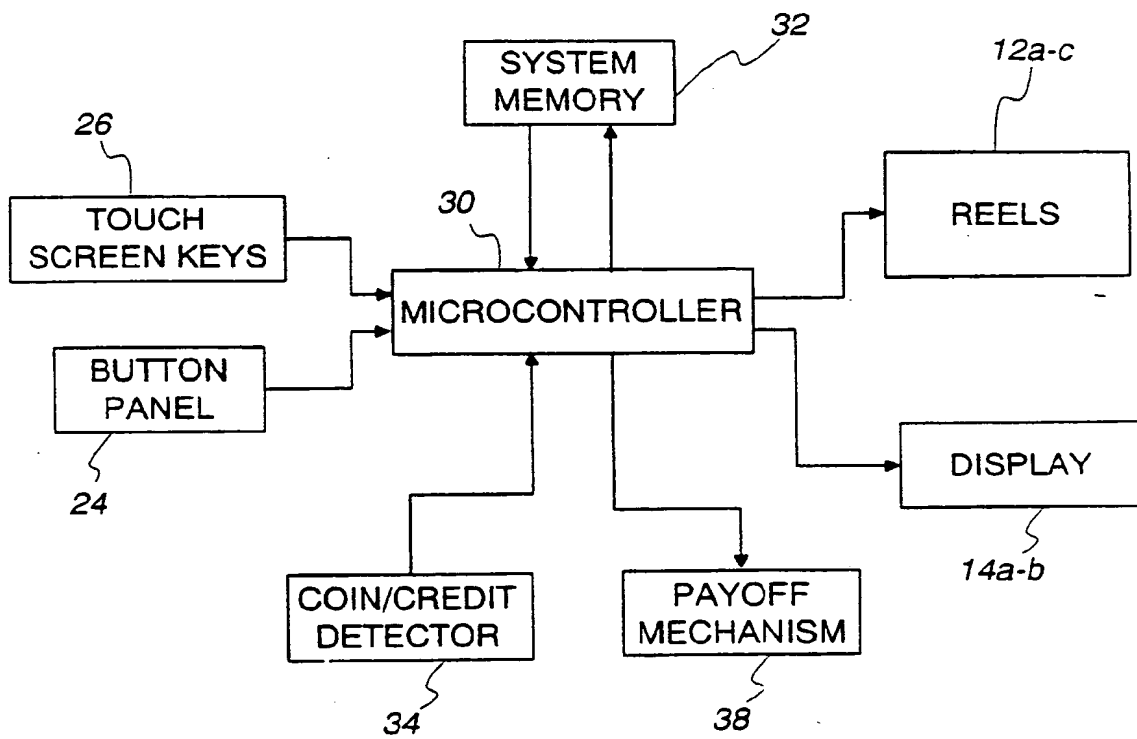 32
SYSTEM
MEMORY
12a-c
26
TOUCH
SCREEN KEYS
30
REELS
MICROCONTROLLER
BUTTON
PANEL
24
DISPLAY
14a-b
COIN/CREDIT
DETECTOR
34
PAYOFF
MECHANISM
38